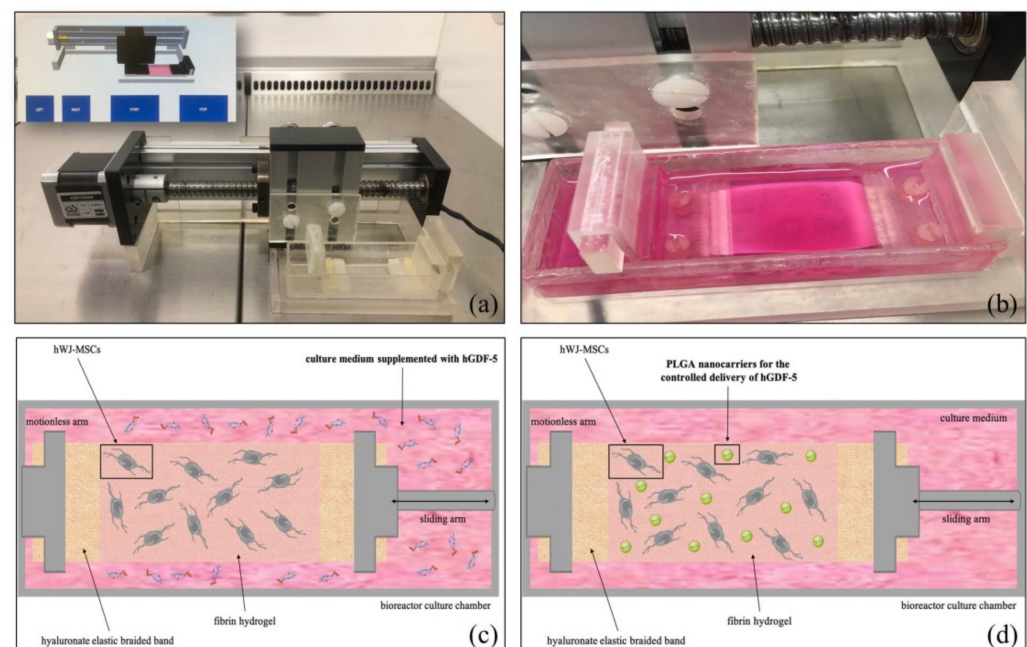 LEFT
STOP
(a)
(b)
hWJ-MSCs
culture medium supplemented with hGDF-5
motionless arm
sliding arm
bioreactor culture chamber
fibrin hydrogel
hyaluronate elastic braided band
(c)
hWJ-MSCs
PLGA nanocarriers for the
controlled delivery of hGDF-5
motionless arm
culture medium
sliding arm
bioreactor culture chamber
fibrin hydrogel
hyaluronate elastic braided band
(d)